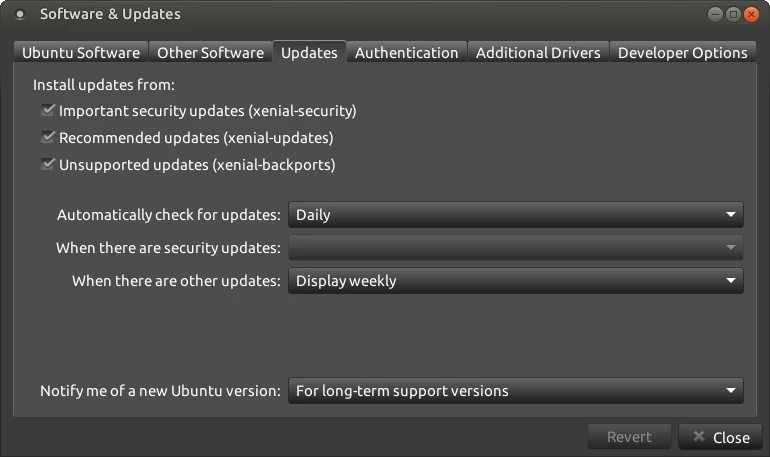 Software & Updates
Ubuntu Software Other Software Updates Authentication Additional Drivers Developer Options
Install updates from:
Important security updates (xenial-security)
Recommended updates (xenial-updates)
Unsupported updates (xenial-backports)
Automatically check for updates: Daily
When there are security updates:
When there are other updates: Display weekly
Notify me of a new Ubuntu version: For long-term support versions
Revert Close